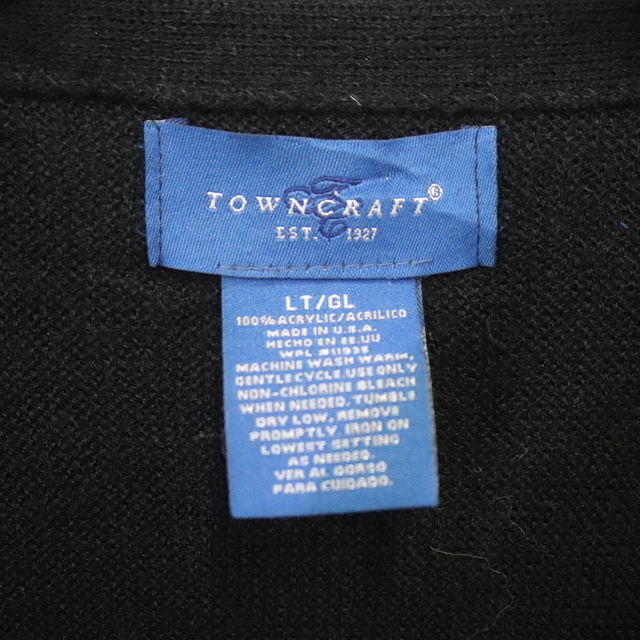 TOWNCRAFT®
EST. 1927
LT/GL
100% ACRYLIC/ACRILICO
MADE IN U.S.A.
HECHO EN EE.UU
WPL #11035
MACHINE WASH WARM,
GENTLE CYCLE. USE ONLY
NON-CHLORINE BLEACH
WHEN NEEDED. TUMBLE
DRY LOW. REMOVE
PROMPTLY. IRON ON
LOWEST SETTING
AS NEEDED.
VER AL DORSO
PARA CUIDADO.